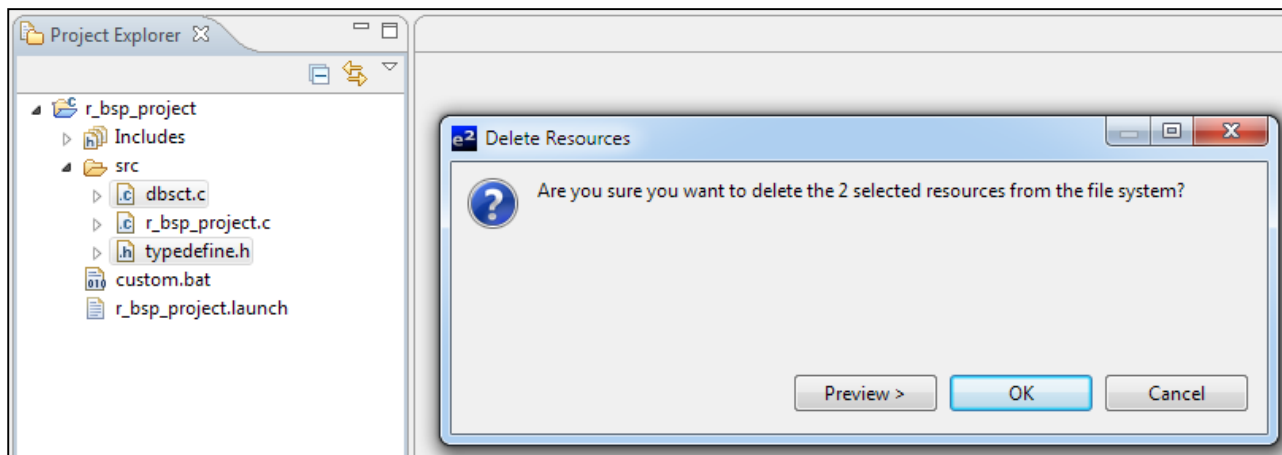 Project Explorer
r_bsp_project
Includes
src
dbsct.c
r_bsp_project.c
typedefine.h
custom.bat
r_bsp_project.launch
e² Delete Resources
Are you sure you want to delete the 2 selected resources from the file system?
Preview >
OK
Cancel